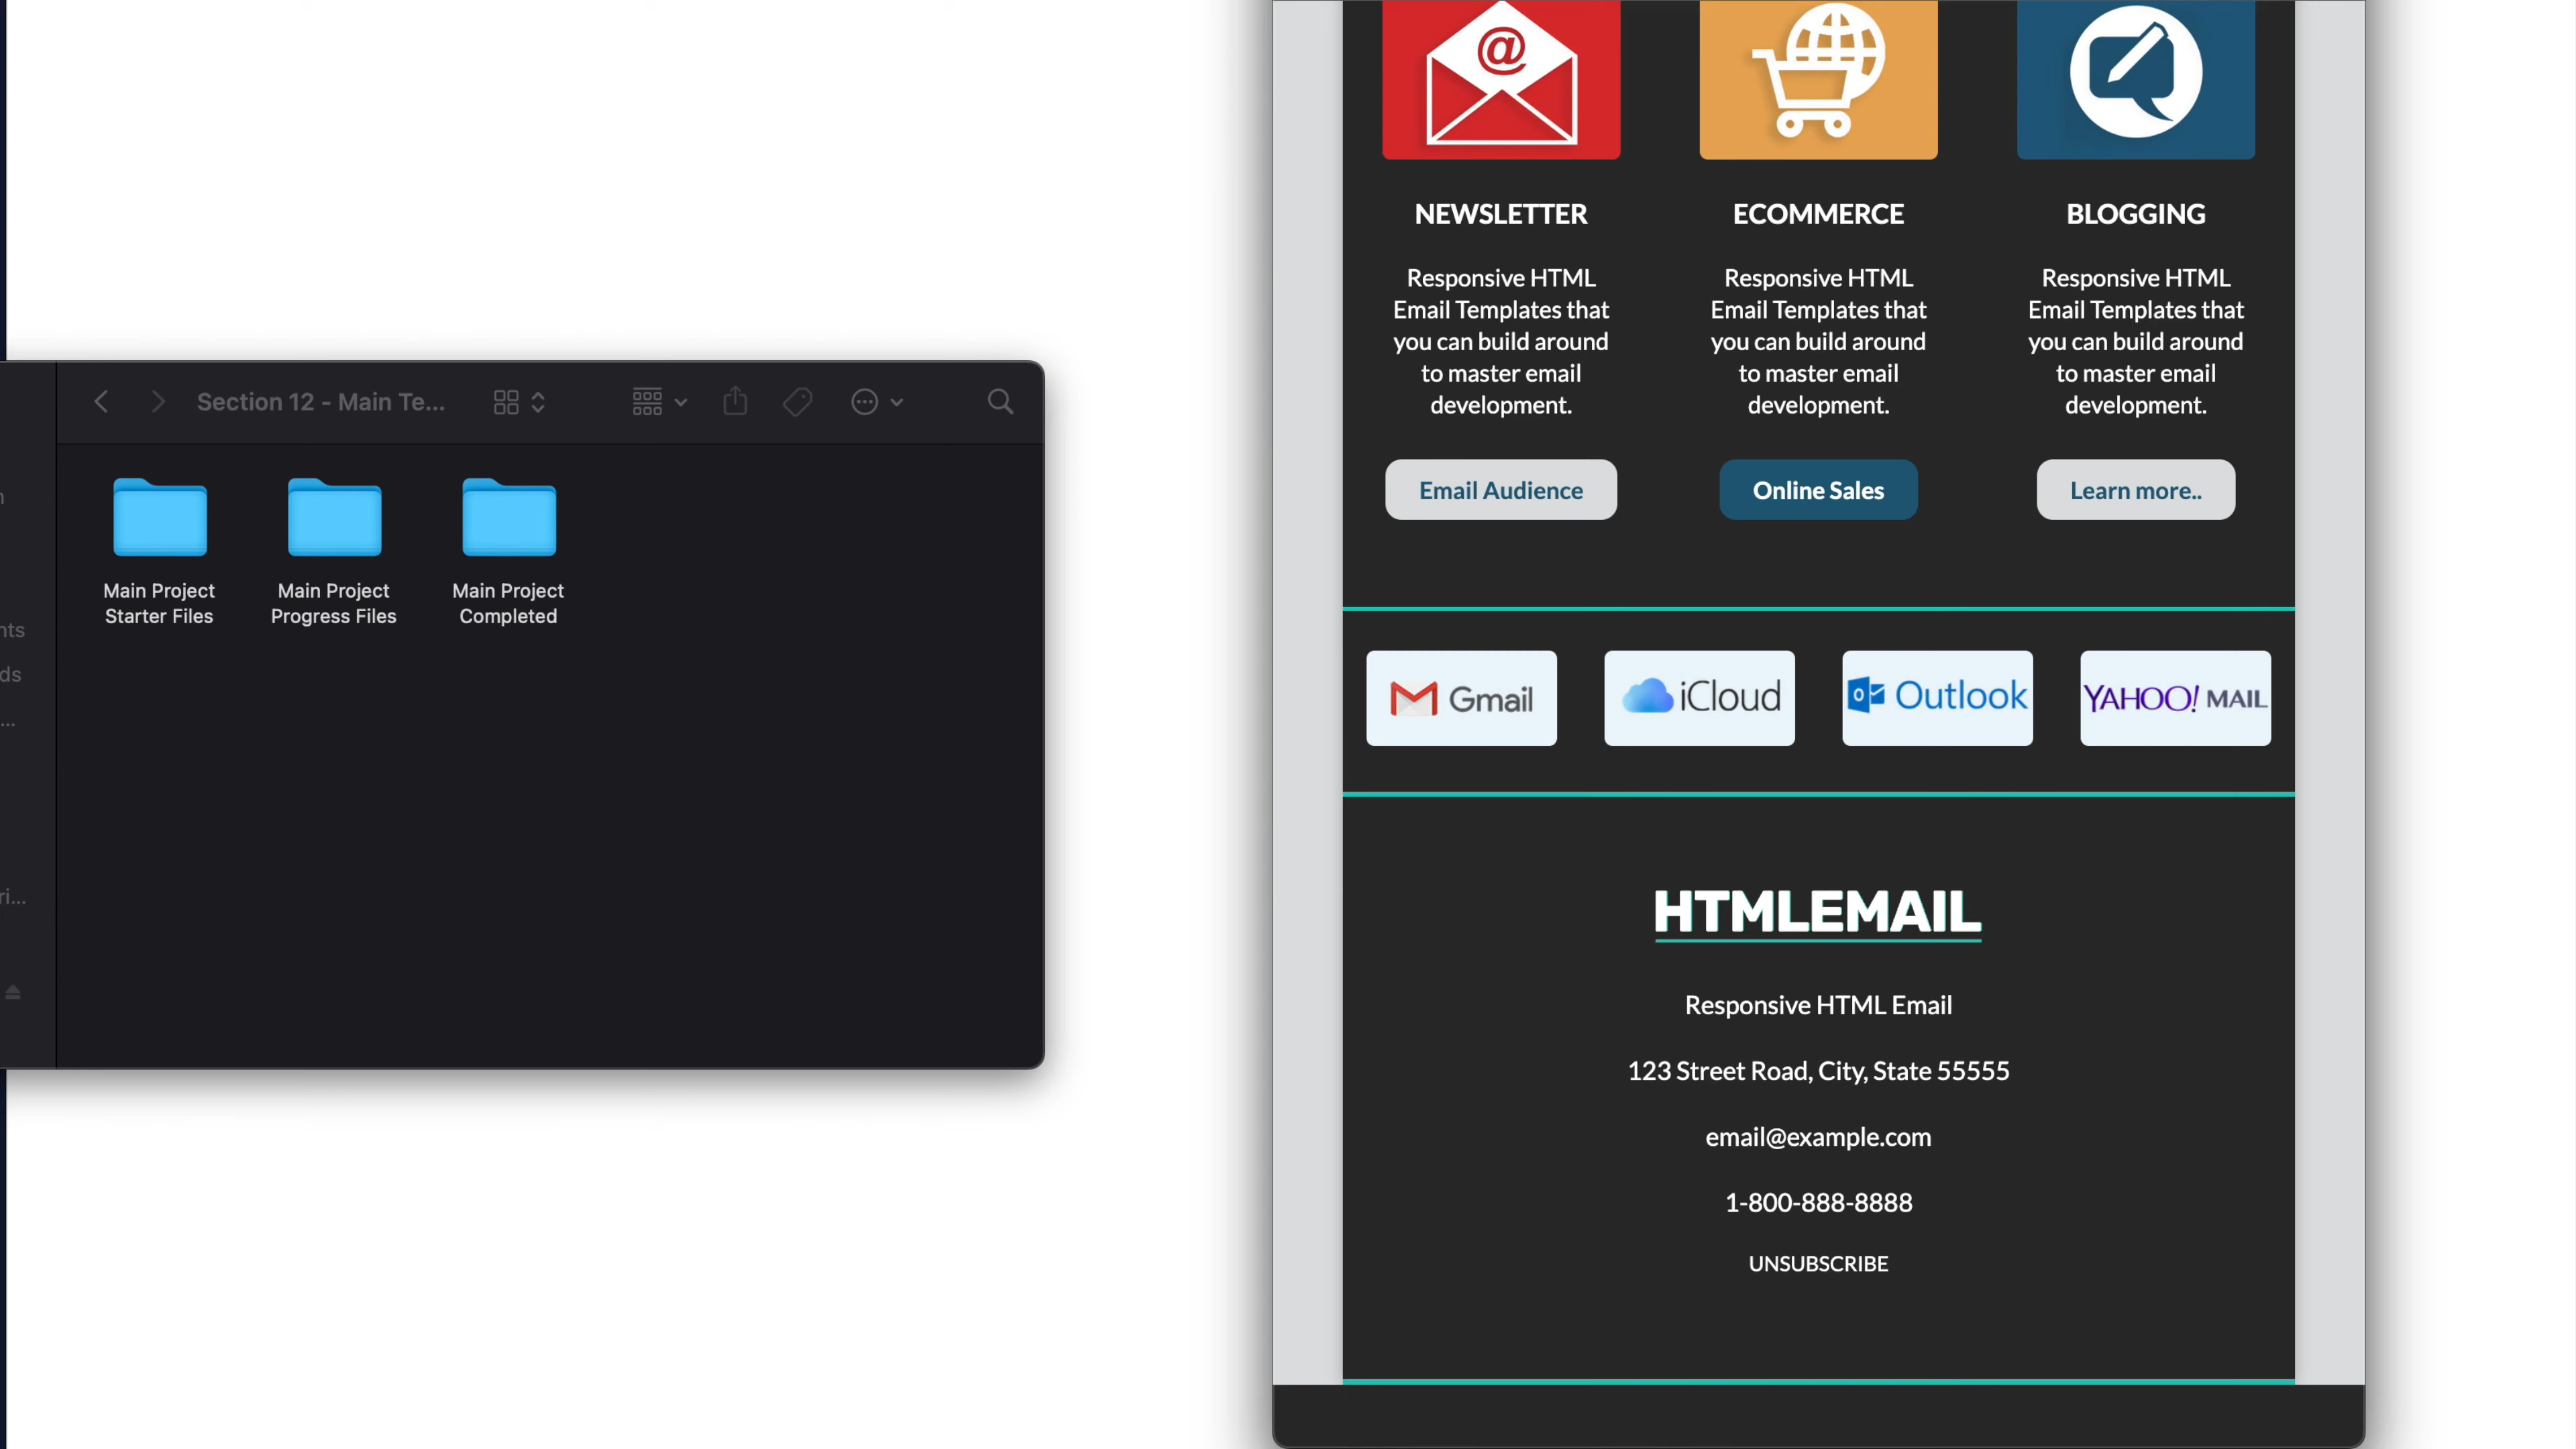 Section 12 - Main Te...
Main Project
Starter Files
Main Project
Progress Files
Main Project
Completed
nts
ds
...
ri...
@
NEWSLETTER
Responsive HTML
Email Templates that
you can build around
to master email
development.
Email Audience
ECOMMERCE
Responsive HTML
Email Templates that
you can build around
to master email
development.
Online Sales
BLOGGING
Responsive HTML
Email Templates that
you can build around
to master email
development.
Learn more..
Gmail
iCloud
Outlook
YAHOO! MAIL
HTMLEMAIL
Responsive HTML Email
123 Street Road, City, State 55555
email@example.com
1-800-888-8888
UNSUBSCRIBE